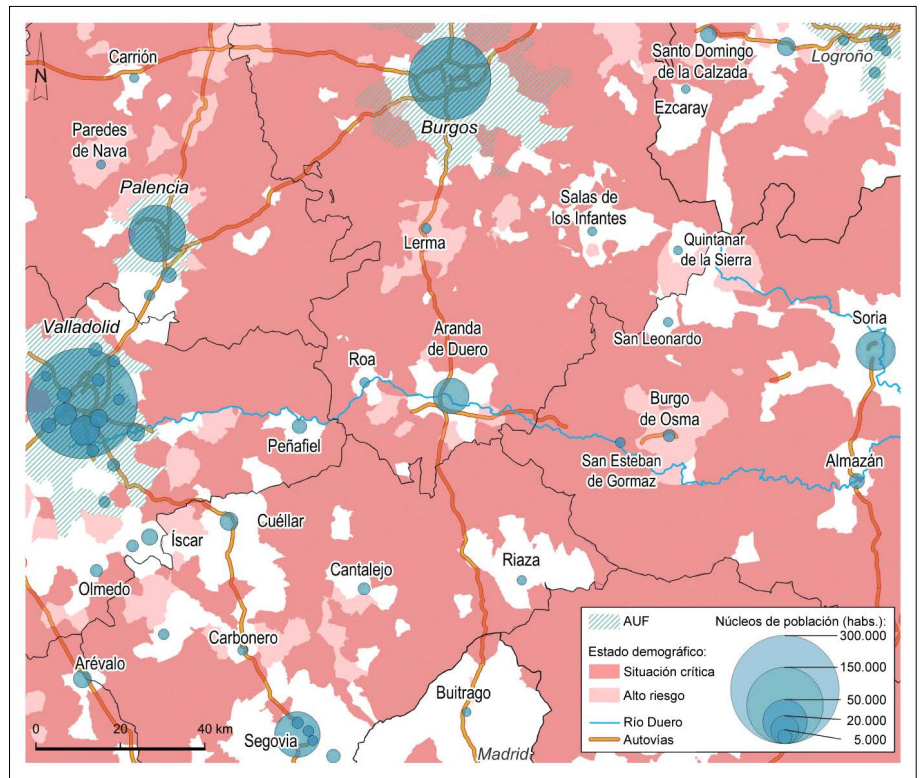 Carrión
Santo Domingo
de la Calzada
Logroño
N
Burgos
Ezcaray
Paredes
de Nava
Palencia
Salas de
los Infantes
Lerma
Quintanar
de la Sierra
Valladolid
Soria
Aranda
de Duero
San Leonardo
Roa
Burgo
de Osma
Peñafiel
San Esteban
de Gormaz
Almazán
Cuéllar
Íscar
Riaza
Cantalejo
Olmedo
Carbonero
Arévalo
Buitrago
Segovia
Madrid
0 20 40 km
AUF
Estado demográfico:
Situación crítica
Alto riesgo
Río Duero
Autovías
Núcleos de población (habs.):
300.000
150.000
50.000
20.000
5.000